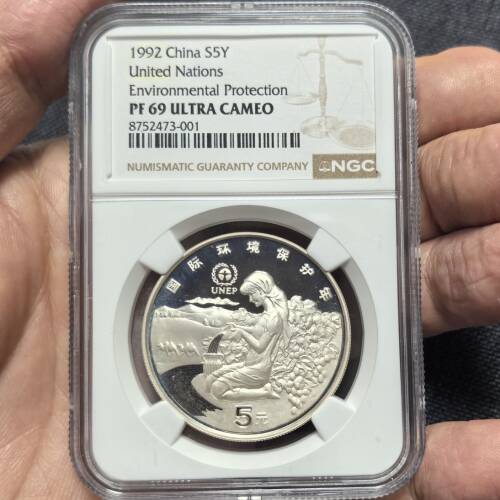 1992 China S5Y
United Nations
Environmental Protection
PF 69 ULTRA CAMEO
8752473-001
NUMISMATIC GUARANTY COMPANY NGC
国际环境保护年
UNEP
5元